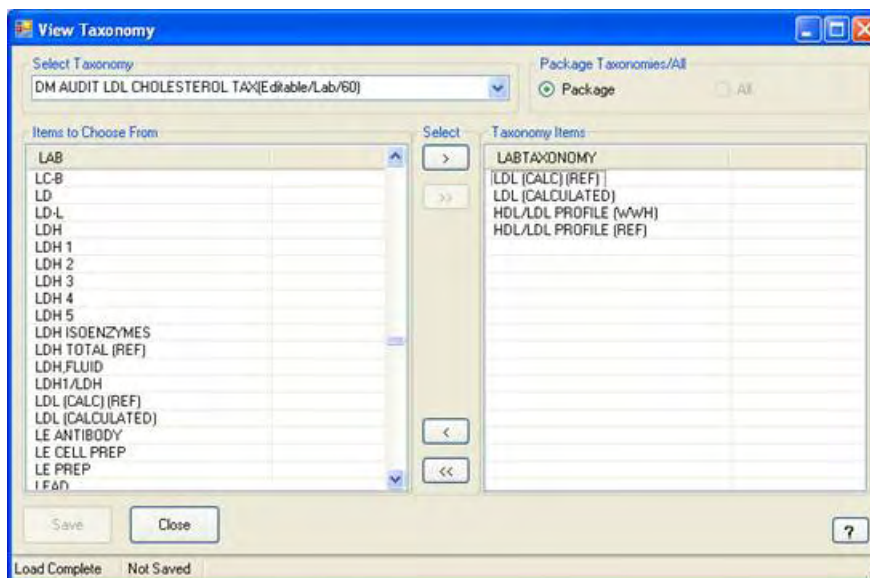 View Taxonomy
Select Taxonomy
DM AUDIT LDL CHOLESTEROL TAX(Editable/Lab/60)
Package Taxonomies/All
Package
All
Items to Choose From
LAB
LC-B
LD
LD-L
LDH
LDH 1
LDH 2
LDH 3
LDH 4
LDH 5
LDH ISOENZYMES
LDH TOTAL (REF)
LDH,FLUID
LDH1/LDH
LDL (CALC) (REF)
LDL (CALCULATED)
LE ANTIBODY
LE CELL PREP
LE PREP
LEAD
Select
>
>>
<
<<
Taxonomy Items
LABTAXONOMY
LDL (CALC) (REF)
LDL (CALCULATED)
HDL/LDL PROFILE (WWH)
HDL/LDL PROFILE (REF)
Save
Close
?
Load Complete
Not Saved